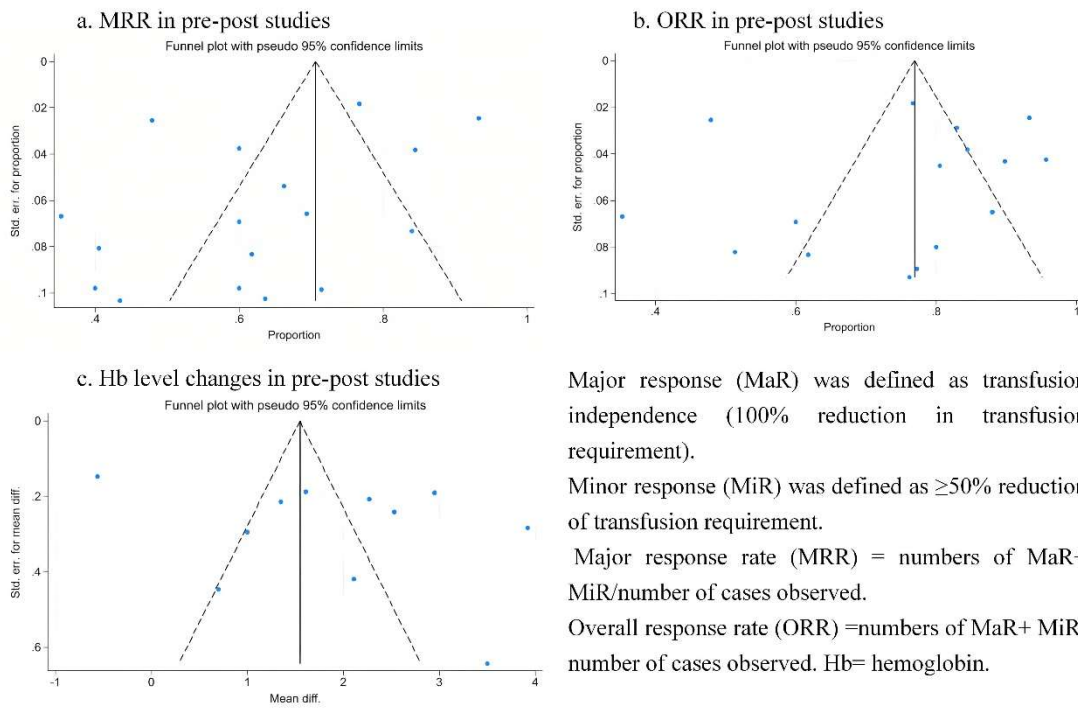 a. MRR in pre-post studies
Funnel plot with pseudo 95% confidence limits
0
.02
.04
.06
.08
.1
Std. err. for proportion
.4
.6
.8
1
Proportion
b. ORR in pre-post studies
Funnel plot with pseudo 95% confidence limits
0
.02
.04
.06
.08
.1
Std. err. for proportion
.4
.6
.8
1
Proportion
c. Hb level changes in pre-post studies
Funnel plot with pseudo 95% confidence limits
0
.2
.4
.6
Std. err. for mean diff.
-1
0
1
2
3
4
Mean diff.
Major response (MaR) was defined as transfusion
independence (100% reduction in transfusion
requirement).
Minor response (MiR) was defined as ≥50% reduction
of transfusion requirement.
Major response rate (MRR) = numbers of MaR+
MiR/number of cases observed.
Overall response rate (ORR) =numbers of MaR+ MiR
number of cases observed. Hb= hemoglobin.